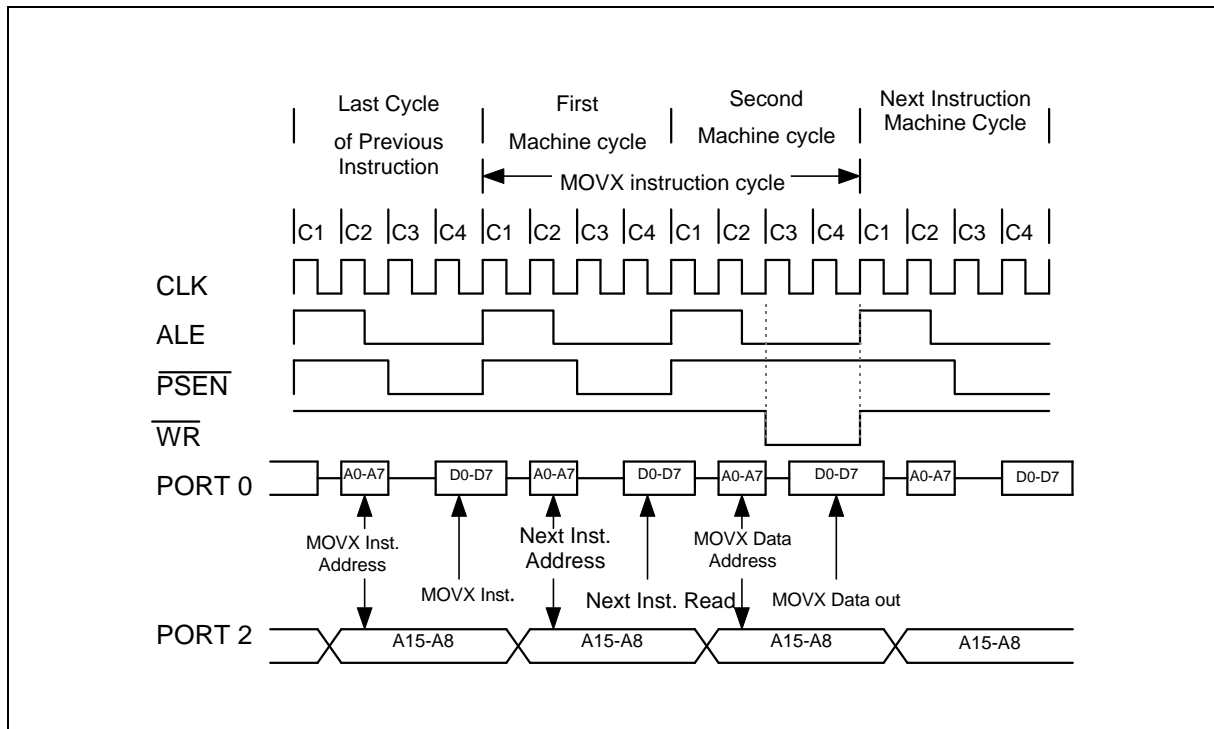 Last Cycle
of Previous
Instruction
First
Machine cycle
Second
Machine cycle
Next Instruction
Machine Cycle
MOVX instruction cycle
C1 C2 C3 C4 C1 C2 C3 C4 C1 C2 C3 C4 C1 C2 C3 C4
CLK
ALE
PSEN
WR
PORT 0
A0-A7 D0-D7 A0-A7 D0-D7 A0-A7 D0-D7 A0-A7 D0-D7
MOVX Inst.
Address
MOVX Inst.
Next Inst.
Address
Next Inst. Read
MOVX Data
Address
MOVX Data out
PORT 2
A15-A8 A15-A8 A15-A8 A15-A8